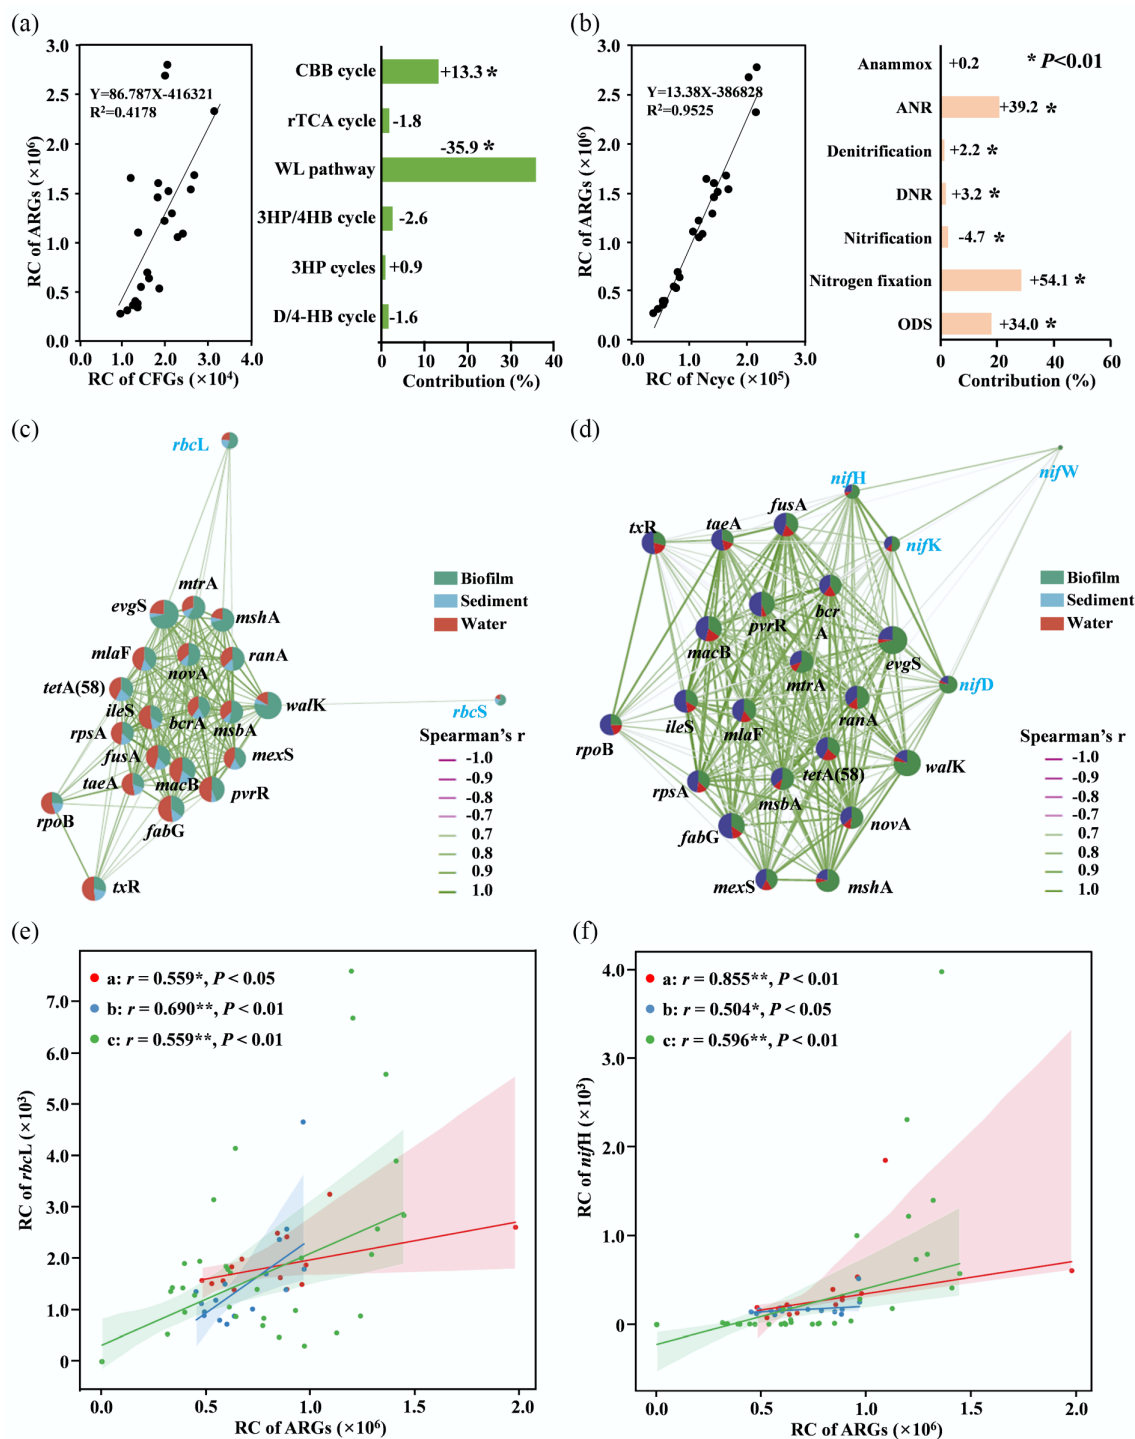 (a)
3.0
2.5
2.0
1.5
1.0
0.5
0.0
RC of ARGs (×10⁶)
Y=86.787X-416321
R²=0.4178
0.0
1.0
2.0
3.0
4.0
RC of CFGs (×10⁴)
CBB cycle
+13.3 *
rTCA cycle
-1.8
WL pathway
-35.9 *
3HP/4HB cycle
-2.6
3HP cycles
+0.9
D/4-HB cycle
-1.6
0
20
40
Contribution (%)
(b)
3.0
2.5
2.0
1.5
1.0
0.5
0.0
RC of ARGs (×10⁶)
Y=13.38X-386828
R²=0.9525
0.0
1.0
2.0
3.0
RC of Ncyc (×10⁵)
* P<0.01
Anammox
+0.2
ANR
+39.2 *
Denitrification
+2.2 *
DNR
+3.2 *
Nitrification
-4.7 *
Nitrogen fixation
+54.1 *
ODS
+34.0 *
0
20
40
60
Contribution (%)
(c)
rbcL
mtrA
evgS
mshA
mlaF
novA
ranA
tetA(58)
walK
ileS
bcrA
msbA
rbcS
rpsA
fusA
mexS
taeA
macB
pvrR
rpoB
fabG
txR
Biofilm
Sediment
Water
Spearman's r
-1.0
-0.9
-0.8
-0.7
0.7
0.8
0.9
1.0
(d)
nifW
nifH
fusA
txR
taeA
nifK
bcr
A
pvrR
macB
evgS
mtrA
nifD
ileS
mlaF
ranA
rpoB
tetA(58)
walK
rpsA
msbA
novA
fabG
mexS
mshA
Biofilm
Sediment
Water
Spearman's r
-1.0
-0.9
-0.8
-0.7
0.7
0.8
0.9
1.0
(e)
a: r = 0.559*, P < 0.05
b: r = 0.690**, P < 0.01
c: r = 0.559**, P < 0.01
7.0
6.0
5.0
4.0
3.0
2.0
1.0
0
RC of rbcL (×10³)
0.0
0.5
1.0
1.5
2.0
RC of ARGs (×10⁶)
(f)
a: r = 0.855**, P < 0.01
b: r = 0.504*, P < 0.05
c: r = 0.596**, P < 0.01
4.0
3.0
2.0
1.0
0
RC of nifH (×10³)
0.0
0.5
1.0
1.5
2.0
RC of ARGs (×10⁶)